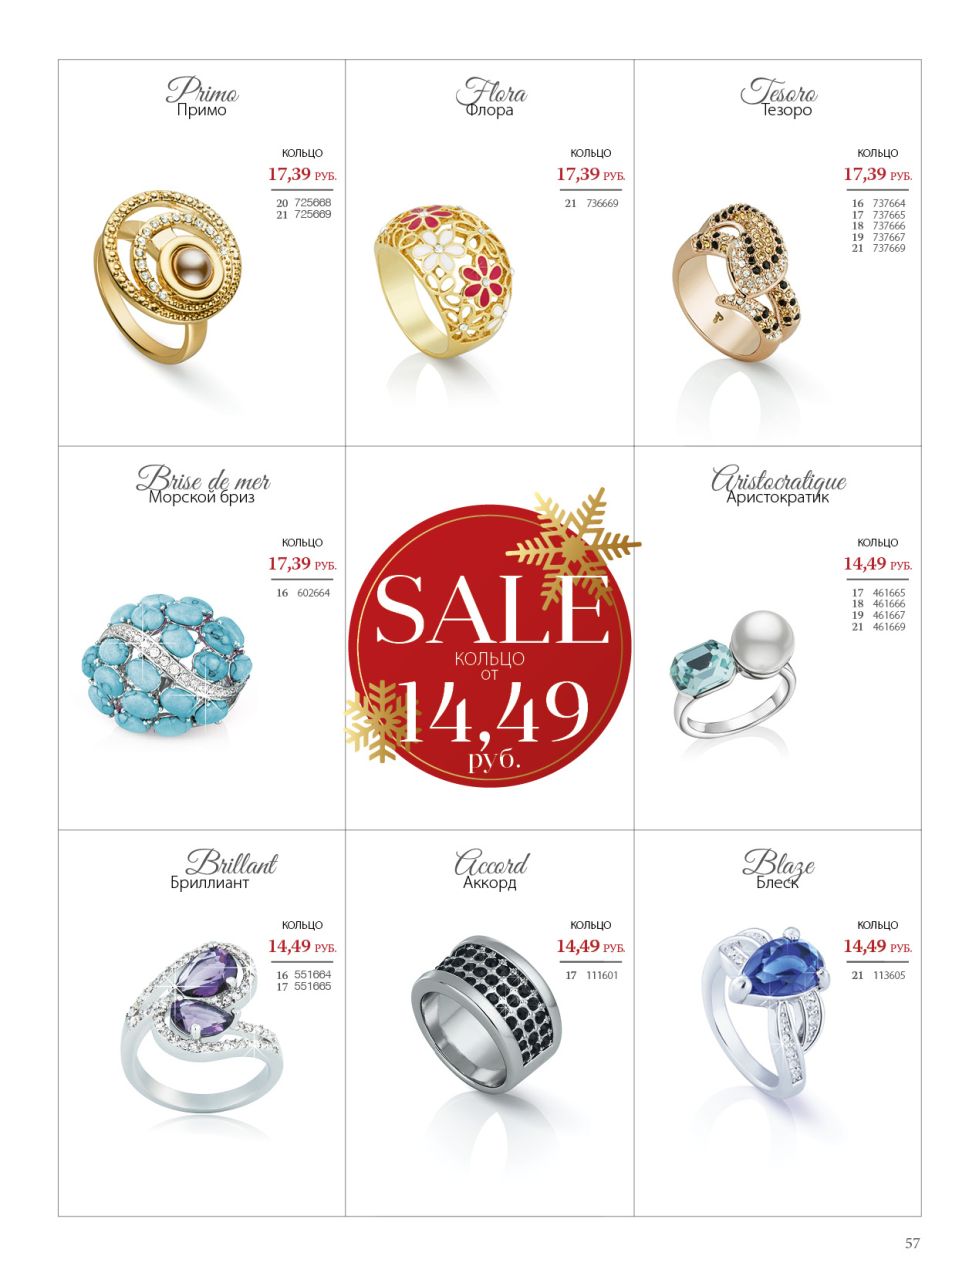 Primo
Примо
КОЛЬЦО
17,39 РУБ.
20 725668
21 725669
Flora
Флора
КОЛЬЦО
17,39 РУБ.
21 736669
Tesoro
Тезоро
КОЛЬЦО
17,39 РУБ.
16 737664
17 737665
18 737666
19 737667
21 737669
Brise de mer
Морской бриз
КОЛЬЦО
17,39 РУБ.
16 602664
SALE
КОЛЬЦО
ОТ
14,49
руб.
Aristocratique
Аристократик
КОЛЬЦО
14,49 РУБ.
17 461665
18 461666
19 461667
21 461669
Brillant
Бриллиант
КОЛЬЦО
14,49 РУБ.
16 551664
17 551665
Accord
Аккорд
КОЛЬЦО
14,49 РУБ.
17 111601
Blaze
Блеск
КОЛЬЦО
14,49 РУБ.
21 113605
57